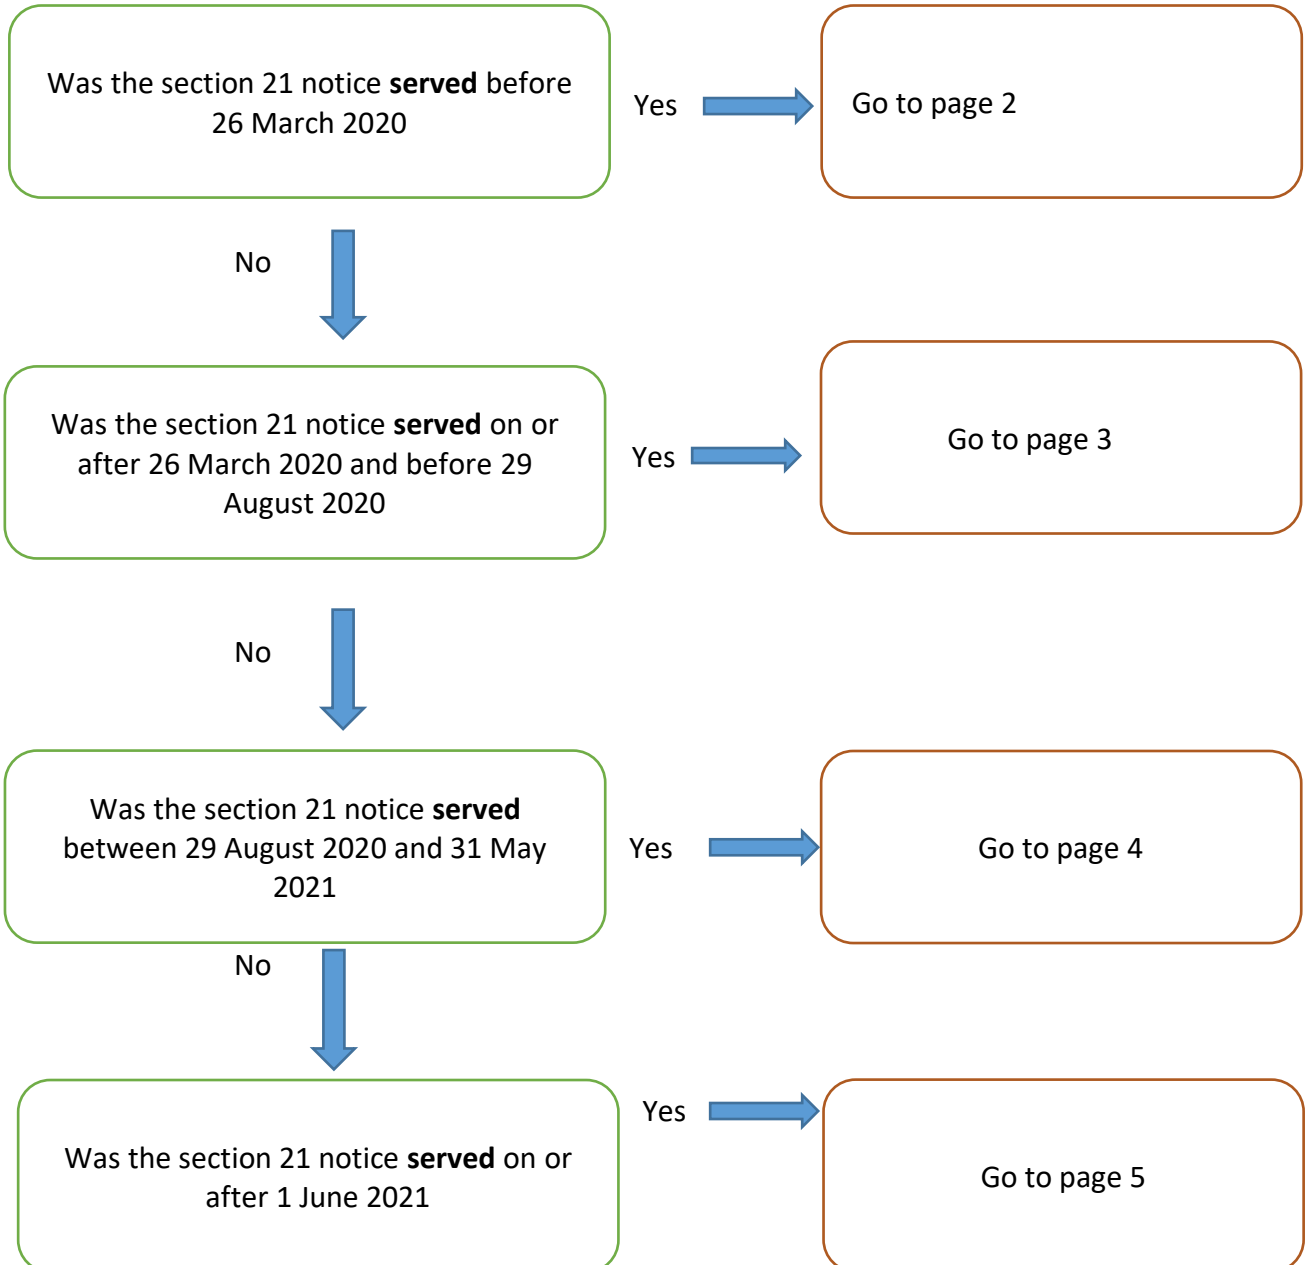 Was the section 21 notice served before
26 March 2020
Yes
Go to page 2
No
Was the section 21 notice served on or
after 26 March 2020 and before 29
August 2020
Yes
Go to page 3
No
Was the section 21 notice served
between 29 August 2020 and 31 May
2021
Yes
Go to page 4
No
Was the section 21 notice served on or
after 1 June 2021
Yes
Go to page 5